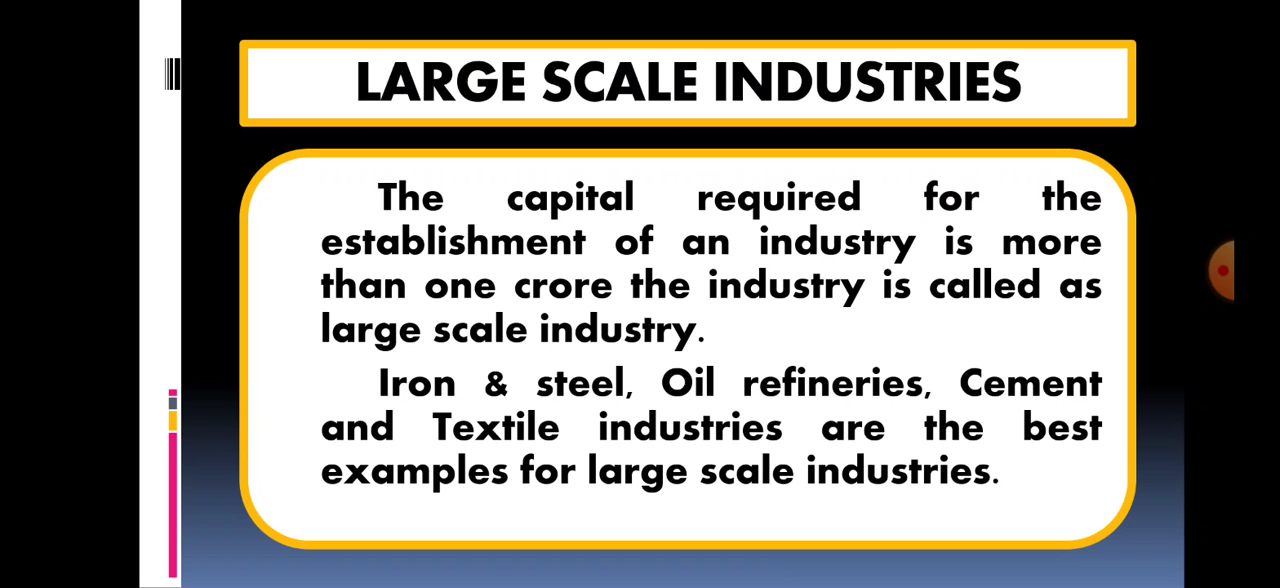 LARGE SCALE INDUSTRIES
The capital required for the
establishment of an industry is more
than one crore the industry is called as
large scale industry.
Iron & steel, Oil refineries, Cement
and Textile industries are the best
examples for large scale industries.